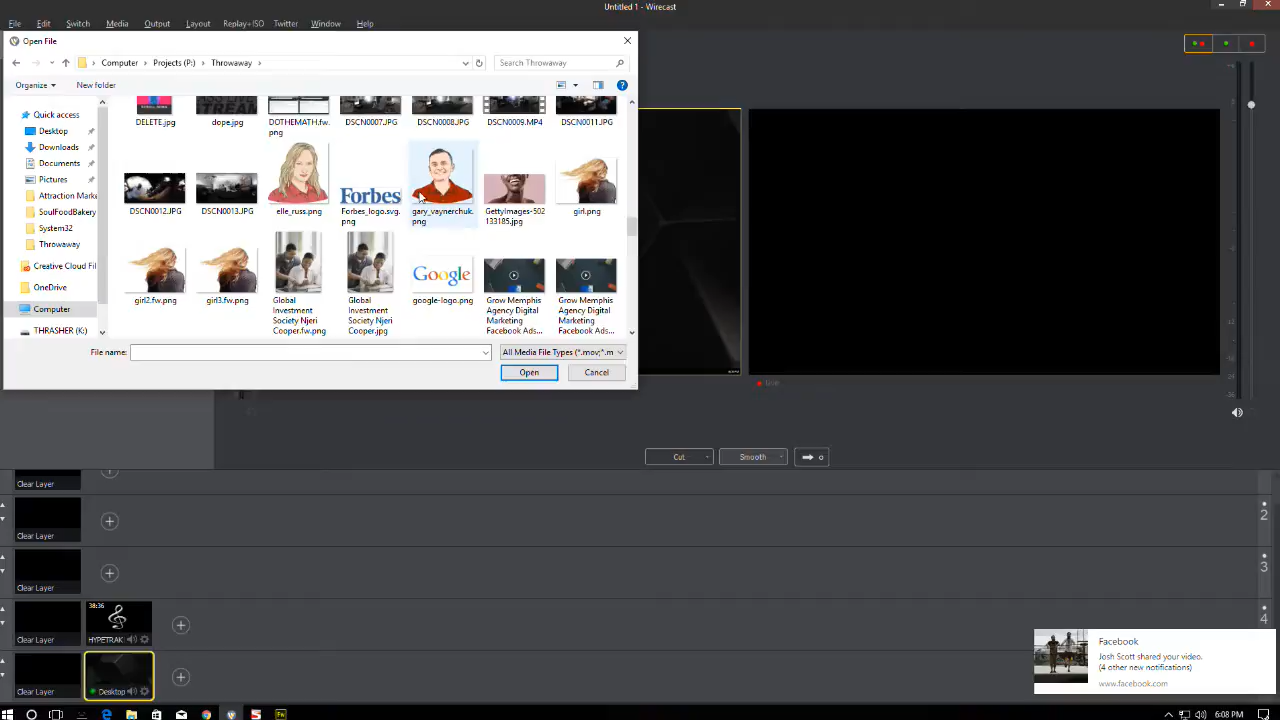 Untitled 1 - Wirecast
File Edit Switch Media Output Layout Replay+ISO Twitter Window Help
Open File
Computer > Projects (P:) > Throwaway >
Search Throwaway
Organize
New folder
Quick access
Desktop
Downloads
Documents
Pictures
Attraction Marke
SoulFoodBakery
System32
Throwaway
Creative Cloud Fil
OneDrive
Computer
THRASHER (K:)
DELETE.jpg
dope.jpg
DOTHEMATH.fw.
png
DSCN0007.JPG
DSCN0008.JPG
DSCN0009.MP4
DSCN0011.JPG
Forbes
DSCN0012.JPG
DSCN0013.JPG
elle_russ.png
Forbes_logo.svg.
png
gary_vaynerchuk.
png
GettyImages-502
133185.jpg
girl.png
Google
girl2.fw.png
girl3.fw.png
Global
Investment
Society Njeri
Cooper.fw.png
Global
Investment
Society Njeri
Cooper.jpg
google-logo.png
Grow Memphis
Agency Digital
Marketing
Facebook Ads...
Grow Memphis
Agency Digital
Marketing
Facebook Ads...
File name:
All Media File Types (*.mov;*.m
Open
Cancel
Live
Cut
Smooth
Clear Layer
Clear Layer
2
Clear Layer
3
38:36
Clear Layer
HYPETRAK
4
Clear Layer
Desktop
Facebook
Josh Scott shared your video.
(4 other new notifications)
www.facebook.com
6:08 PM